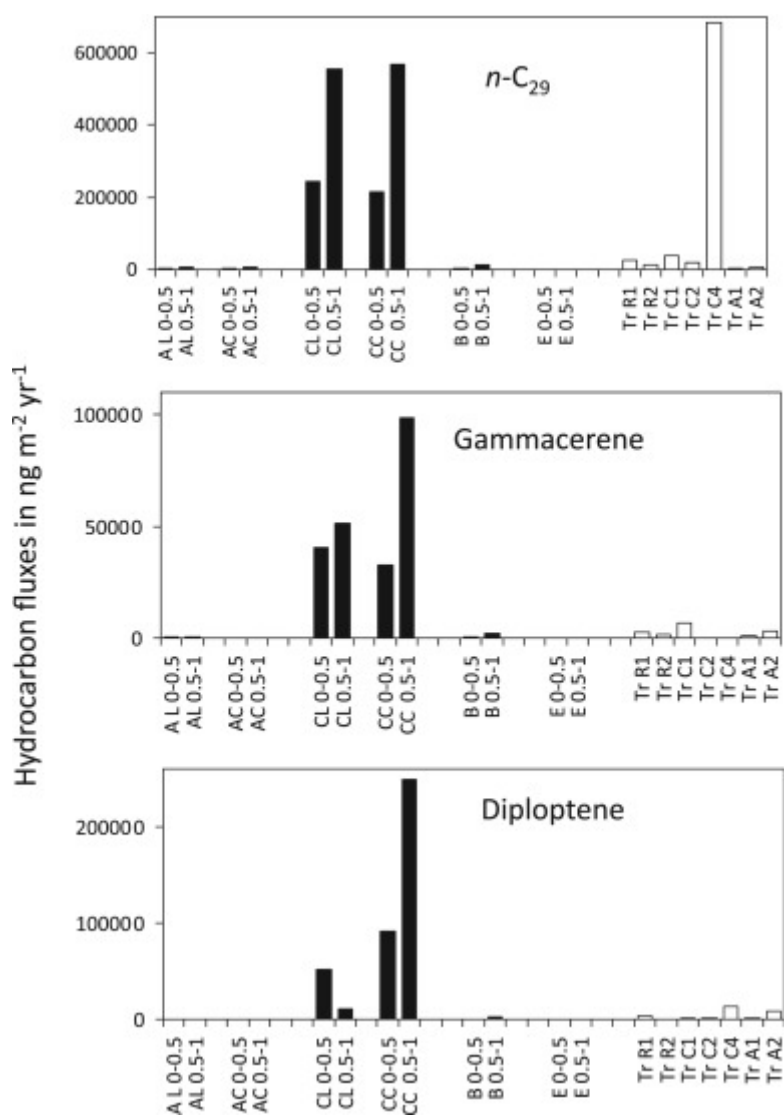 Hydrocarbon fluxes in ng m⁻² yr⁻¹
n-C₂₉
600000
400000
200000
0
A L 0-0.5
AL 0.5-1
AC 0-0.5
AC 0.5-1
CL 0-0.5
CL 0.5-1
CC 0-0.5
CC 0.5-1
B 0-0.5
B 0.5-1
E 0-0.5
E 0.5-1
Tr R1
Tr R2
Tr C1
Tr C2
Tr C4
Tr A1
Tr A2
Gammacerene
100000
50000
0
A L 0-0.5
AL 0.5-1
AC 0-0.5
AC 0.5-1
CL 0-0.5
CL 0.5-1
CC 0-0.5
CC 0.5-1
B 0-0.5
B 0.5-1
E 0-0.5
E 0.5-1
Tr R1
Tr R2
Tr C1
Tr C2
Tr C4
Tr A1
Tr A2
Diploptene
200000
100000
0
A L 0-0.5
AL 0.5-1
AC 0-0.5
AC 0.5-1
CL 0-0.5
CL 0.5-1
CC 0-0.5
CC 0.5-1
B 0-0.5
B 0.5-1
E 0-0.5
E 0.5-1
Tr R1
Tr R2
Tr C1
Tr C2
Tr C4
Tr A1
Tr A2